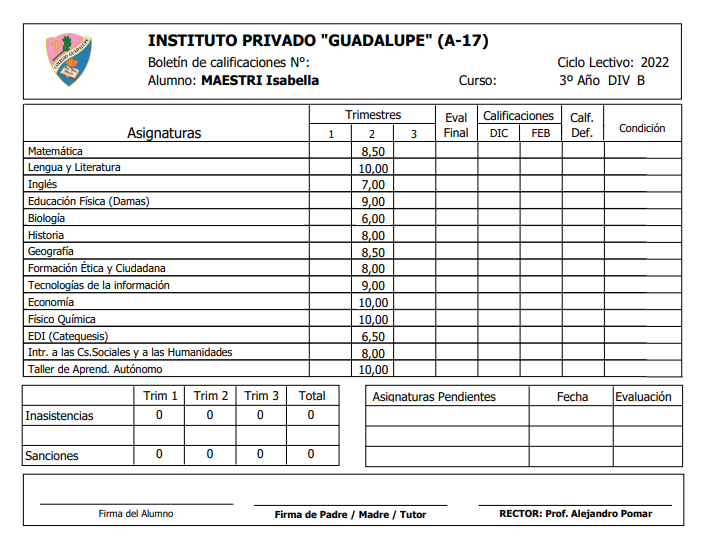 COLEGIO GUADALUPE
INSTITUTO PRIVADO "GUADALUPE" (A-17)
Boletín de calificaciones N°: Ciclo Lectivo: 2022
Alumno: MAESTRI Isabella Curso: 3º Año DIV B
Asignaturas Trimestres Eval Final Calificaciones Calf. Def. Condición
1 2 3 DIC FEB
Matemática 8,50
Lengua y Literatura 10,00
Inglés 7,00
Educación Física (Damas) 9,00
Biología 6,00
Historia 8,00
Geografía 8,50
Formación Ética y Ciudadana 8,00
Tecnologías de la información 9,00
Economía 10,00
Físico Química 10,00
EDI (Catequesis) 6,50
Intr. a las Cs.Sociales y a las Humanidades 8,00
Taller de Aprend. Autónomo 10,00
Trim 1 Trim 2 Trim 3 Total
Inasistencias 0 0 0 0
Sanciones 0 0 0 0
Asignaturas Pendientes Fecha Evaluación
Firma del Alumno
Firma de Padre / Madre / Tutor
RECTOR: Prof. Alejandro Pomar